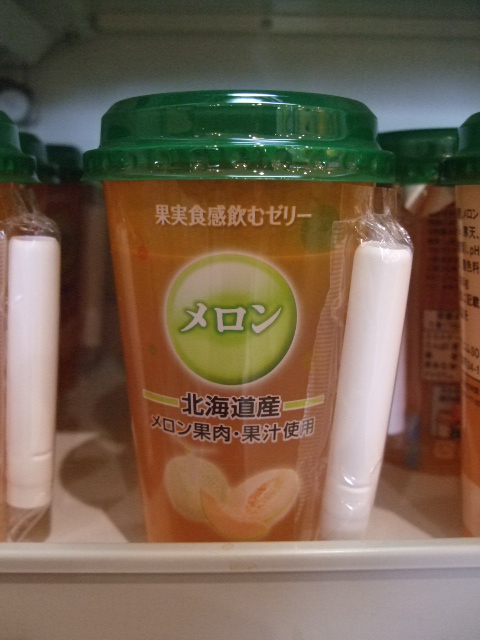 果実食感飲むゼリー
メロン
北海道産
メロン果肉・果汁使用